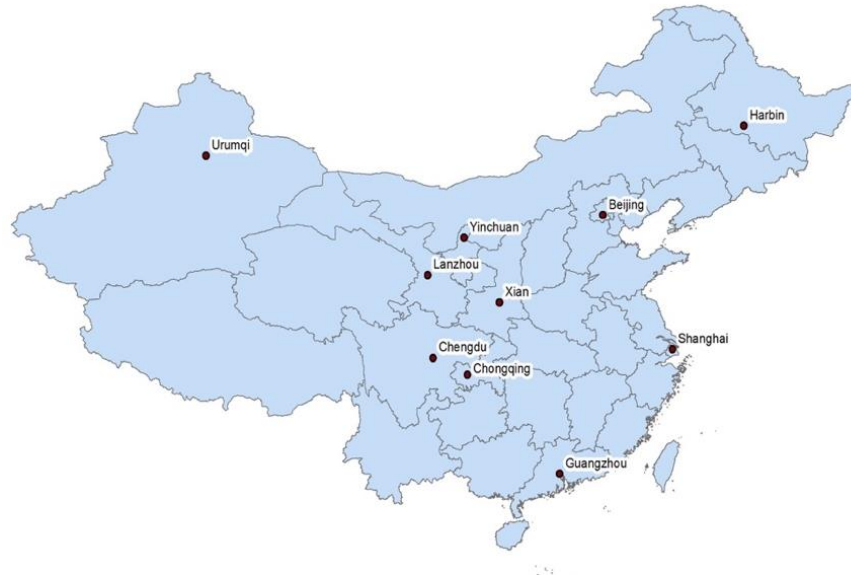 Harbin
Urumqi
Beijing
Yinchuan
Lanzhou
Xian
Shanghai
Chengdu
Chongqing
Guangzhou